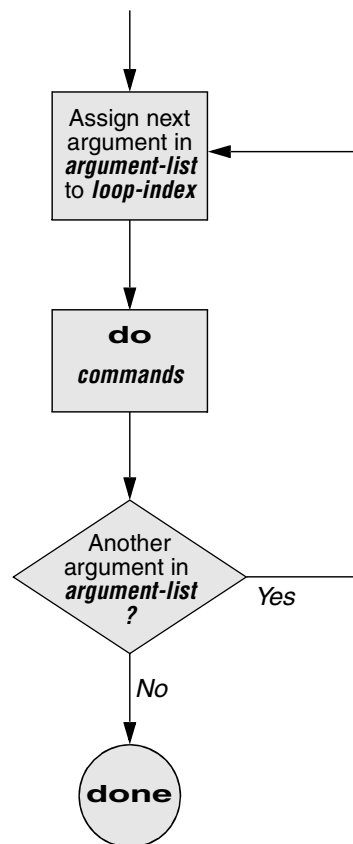 Assign next
argument in
argument-list
to loop-index
do
commands
Another
argument in
argument-list
?
Yes
No
done